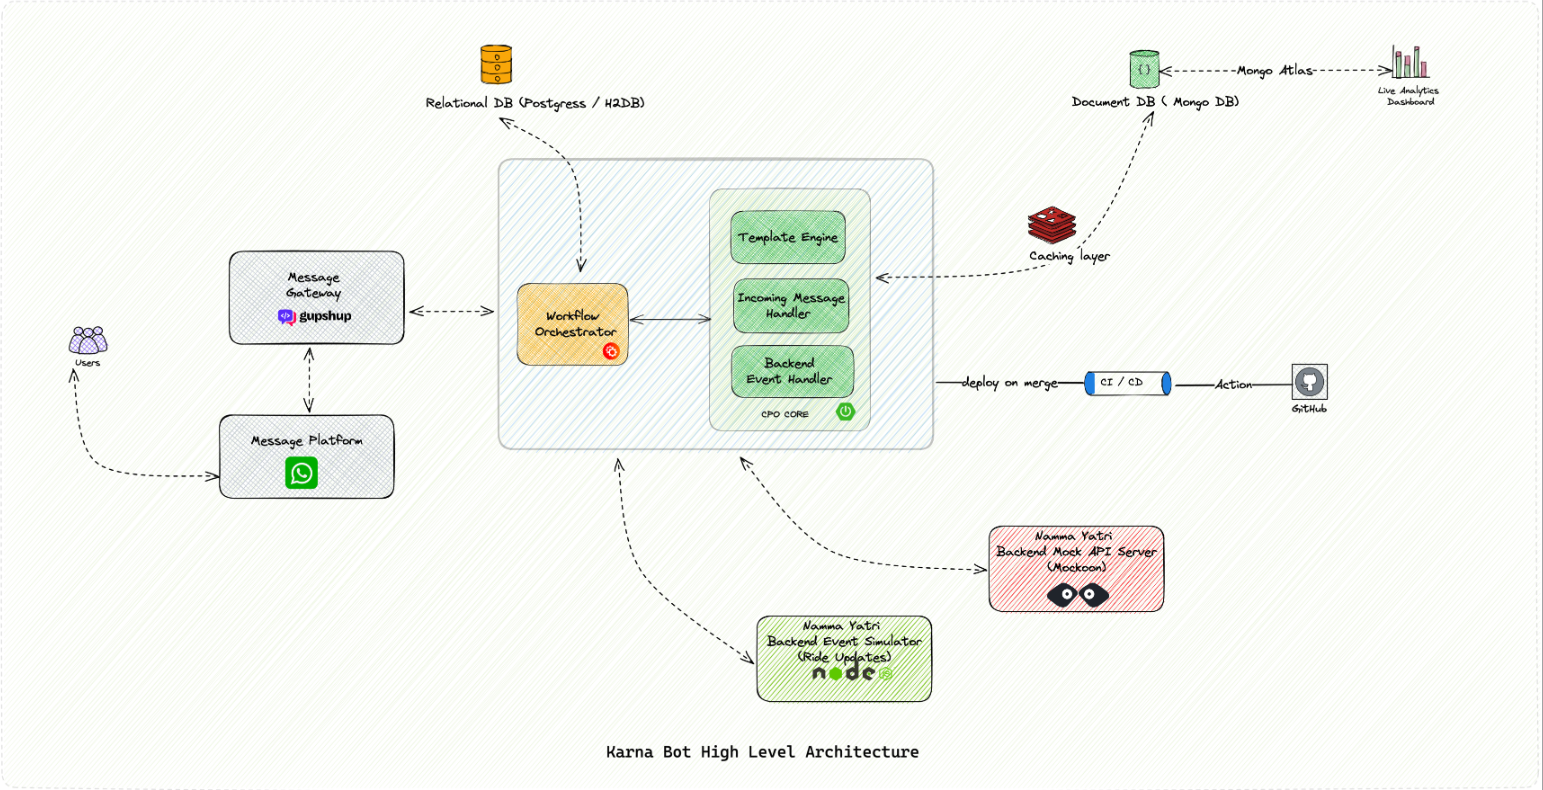 Relational DB (Postgress / H2DB)
{ }
Document DB ( Mongo DB)
Mongo Atlas
Live Analytics
Dashboard
Template Engine
Incoming Message
Handler
Backend
Event Handler
CPO CORE
Workflow
Orchestrator
Caching layer
Message
Gateway
gupshup
Users
Message Platform
deploy on merge
CI / CD
Action
GitHub
Namma Yatri
Backend Mock API Server
(Mockoon)
Namma Yatri
Backend Event Simulator
(Ride Updates)
node
Karna Bot High Level Architecture